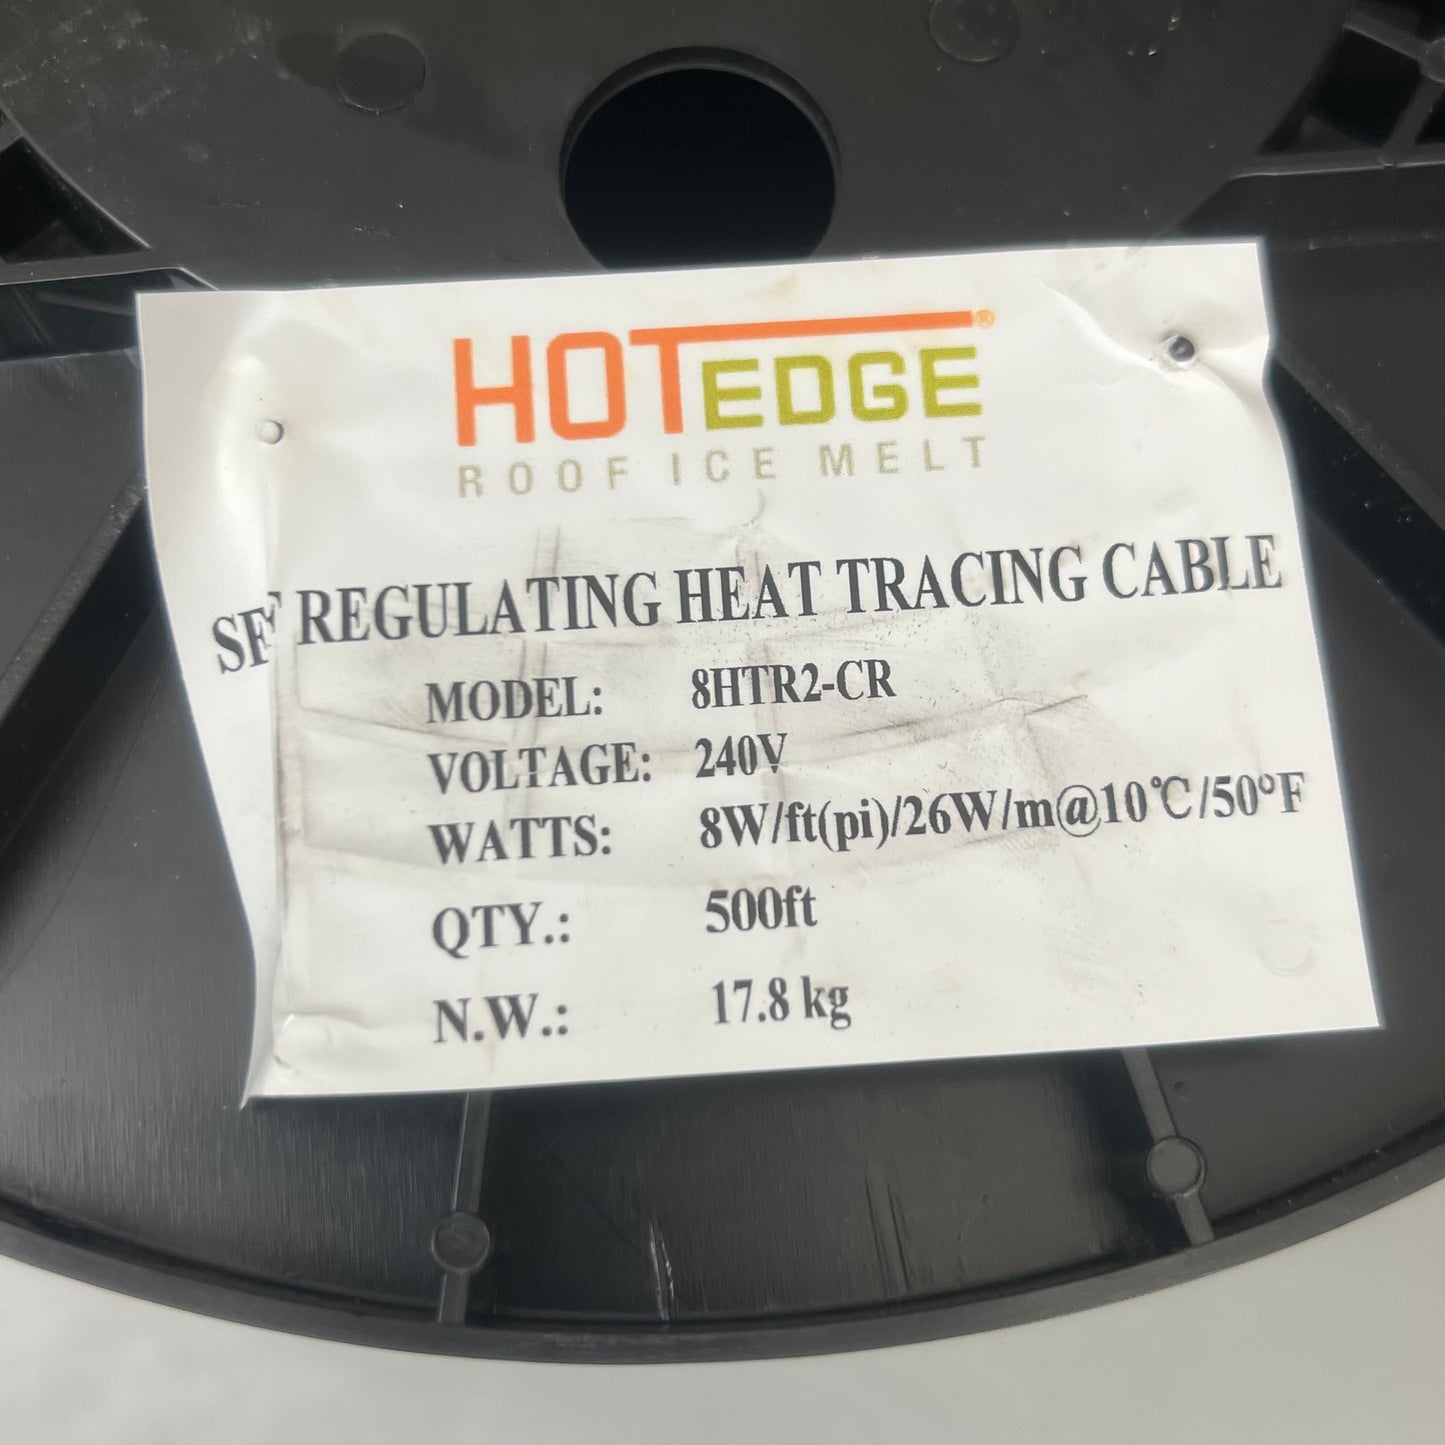 HOTEDGE®
ROOF ICE MELT
REGULATING HEAT TRACING CABLE
MODEL: 8HTR2-CR
VOLTAGE: 240V
WATTS: 8W/ft(pi)/26W/m@10℃/50°F
QTY.: 500ft
N.W.: 17.8 kg